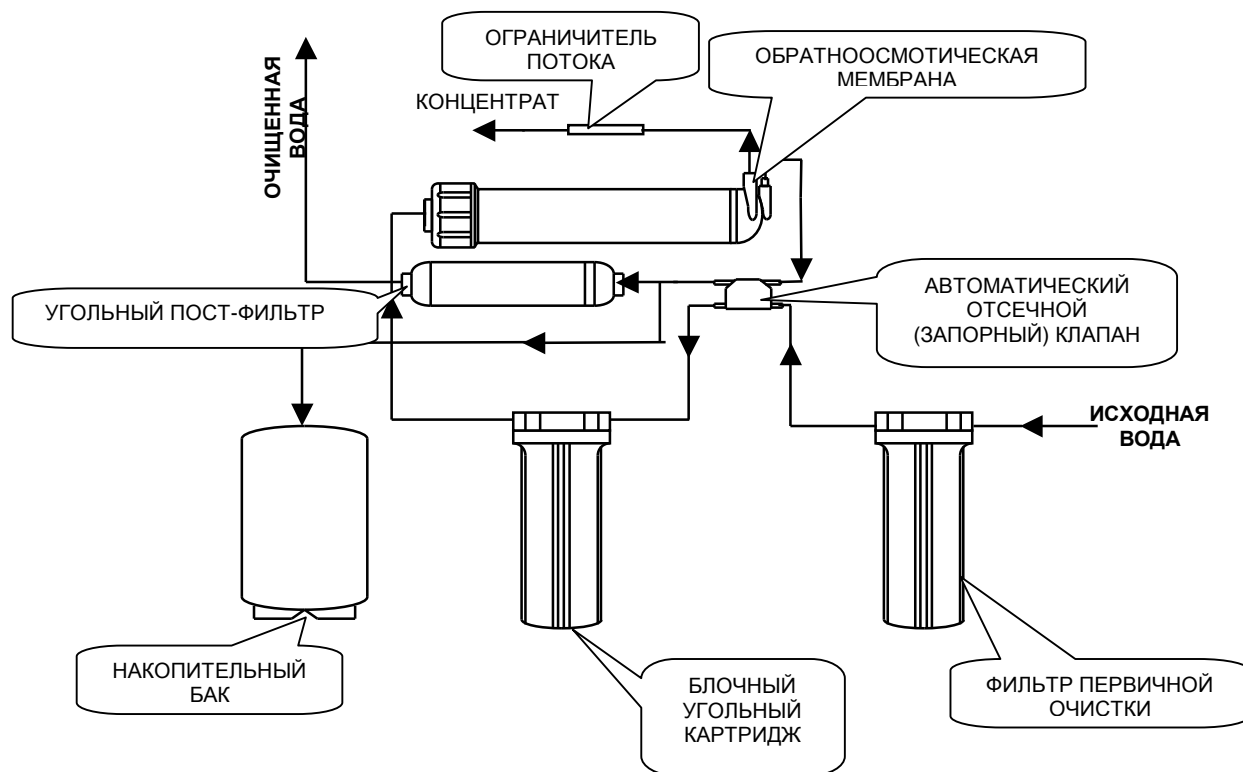 ОГРАНИЧИТЕЛЬ
ПОТОКА
ОБРАТНООСМОТИЧЕСКАЯ
МЕМБРАНА
КОНЦЕНТРАТ
ОЧИЩЕННАЯ
ВОДА
УГОЛЬНЫЙ ПОСТ-ФИЛЬТР
АВТОМАТИЧЕСКИЙ
ОТСЕЧНОЙ
(ЗАПОРНЫЙ) КЛАПАН
ИСХОДНАЯ
ВОДА
НАКОПИТЕЛЬНЫЙ
БАК
БЛОЧНЫЙ
УГОЛЬНЫЙ
КАРТРИДЖ
ФИЛЬТР ПЕРВИЧНОЙ
ОЧИСТКИ